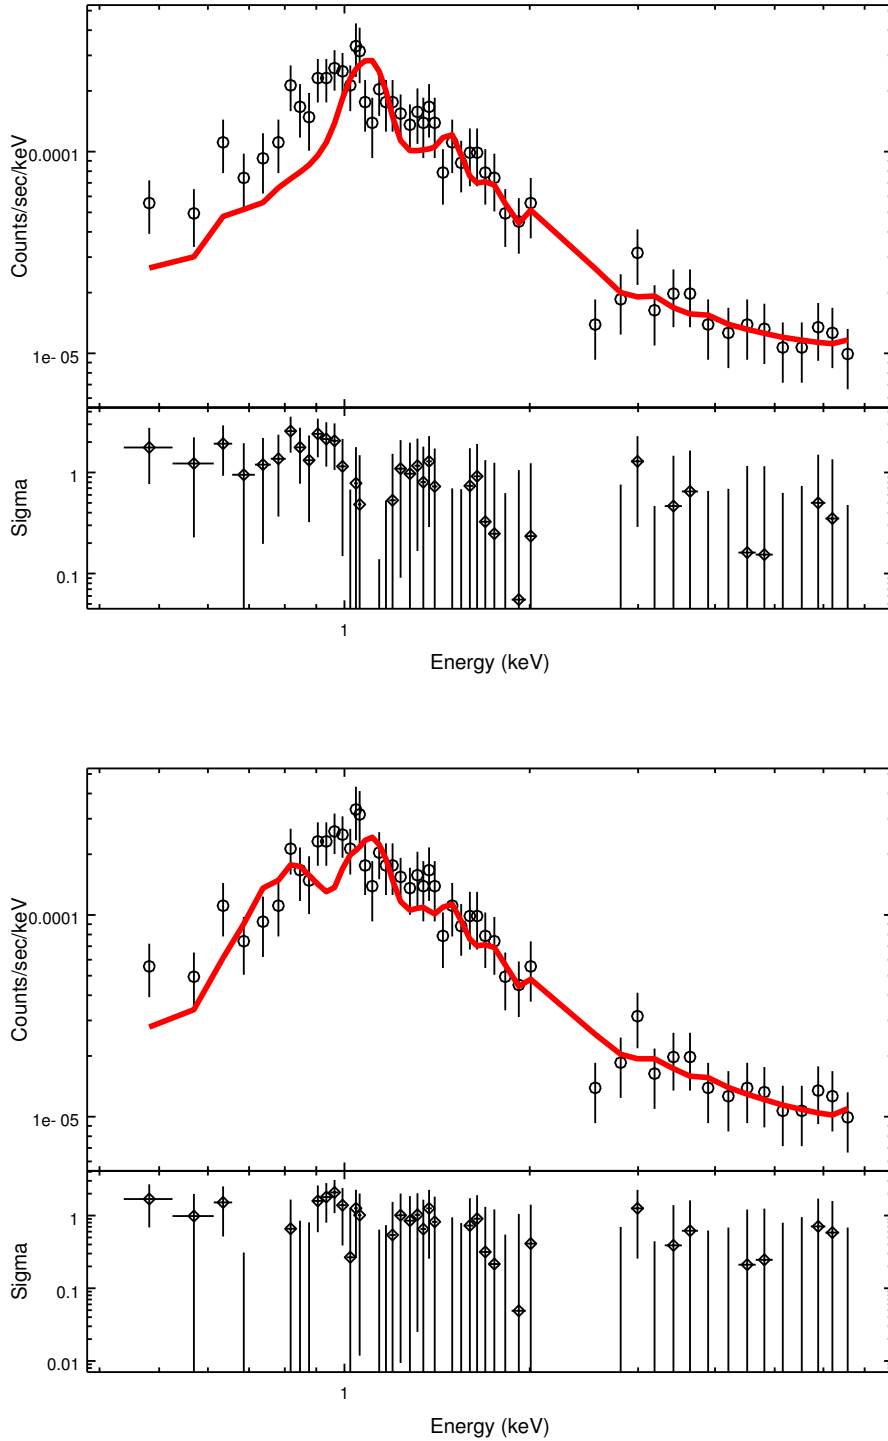 Counts/sec/keV
0.0001
1e- 05
Sigma
1
0.1
1
Energy (keV)
Counts/sec/keV
0.0001
1e- 05
Sigma
1
0.1
0.01
1
Energy (keV)